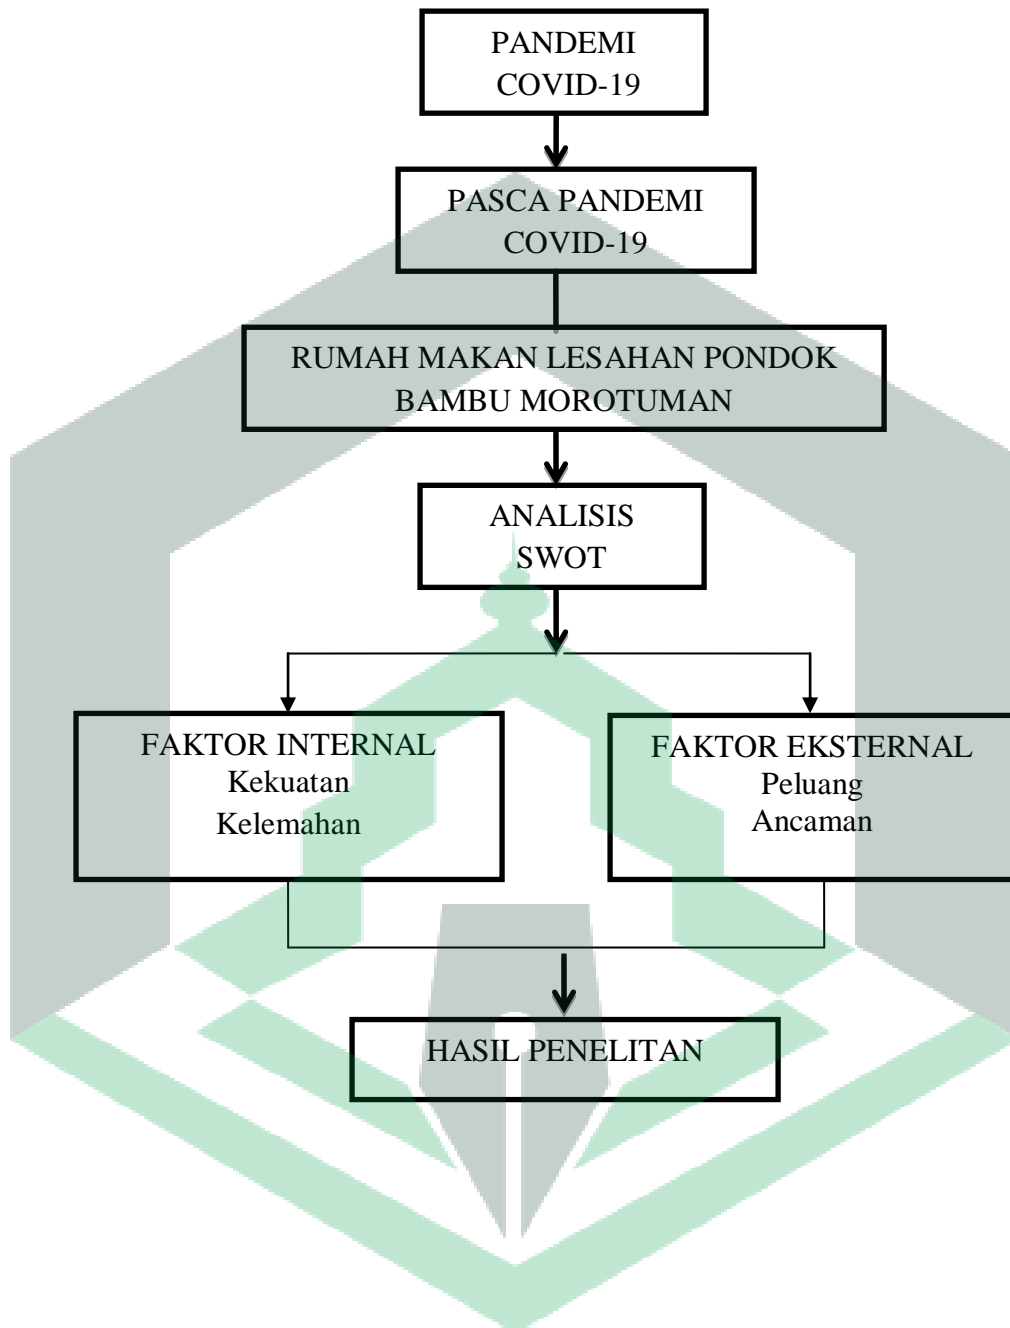 PANDEMI
COVID-19
PASCA PANDEMI
COVID-19
RUMAH MAKAN LESAHAN PONDOK
BAMBU MOROTUMAN
ANALISIS
SWOT
FAKTOR INTERNAL
Kekuatan
Kelemahan
FAKTOR EKSTERNAL
Peluang
Ancaman
HASIL PENELITAN